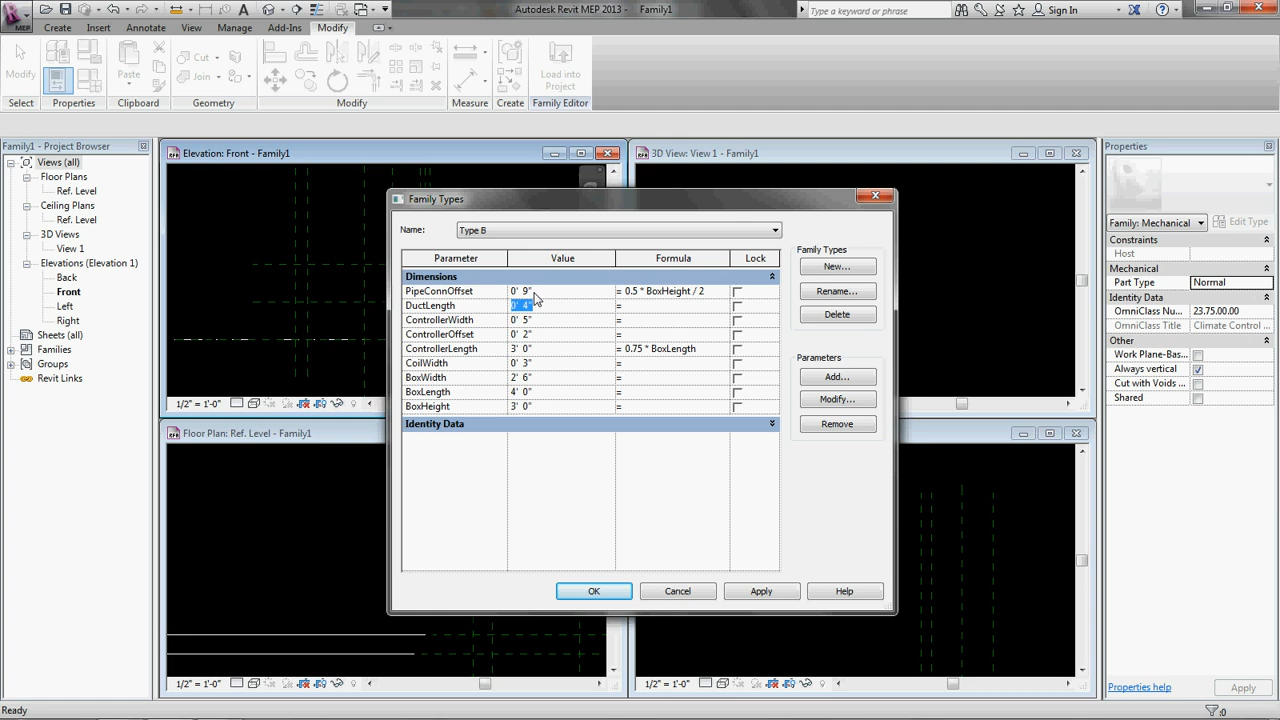 Autodesk Revit MEP 2013 - Family1
Type a keyword or phrase
Sign In
MEP
Create
Insert
Annotate
View
Manage
Add-Ins
Modify
Modify
Paste
Cut
Join
Load into
Project
Select
Properties
Clipboard
Geometry
Modify
Measure
Create
Family Editor
Family1 - Project Browser
Views (all)
Floor Plans
Ref. Level
Ceiling Plans
Ref. Level
3D Views
View 1
Elevations (Elevation 1)
Back
Front
Left
Right
Sheets (all)
Families
Groups
Revit Links
Elevation: Front - Family1
1/2" = 1'-0"
3D View: View 1 - Family1
Floor Plan: Ref. Level - Family1
1/2" = 1'-0"
1/2" = 1'-0"
Family Types
Name:
Type B
Parameter Value Formula Lock
Dimensions
PipeConnOffset 0' 9" = 0.5 * BoxHeight / 2
DuctLength 0' 4" =
ControllerWidth 0' 5" =
ControllerOffset 0' 2" =
ControllerLength 3' 0" = 0.75 * BoxLength
CoilWidth 0' 3" =
BoxWidth 2' 6" =
BoxLength 4' 0" =
BoxHeight 3' 0" =
Identity Data
Family Types
New...
Rename...
Delete
Parameters
Add...
Modify...
Remove
OK
Cancel
Apply
Help
Properties
Family: Mechanical
Edit Type
Constraints
Host
Mechanical
Part Type Normal
Identity Data
OmniClass Num... 23.75.00.00
OmniClass Title Climate Control ...
Other
Work Plane-Bas...
Always vertical
Cut with Voids ...
Shared
Properties help
Apply
Ready
:0